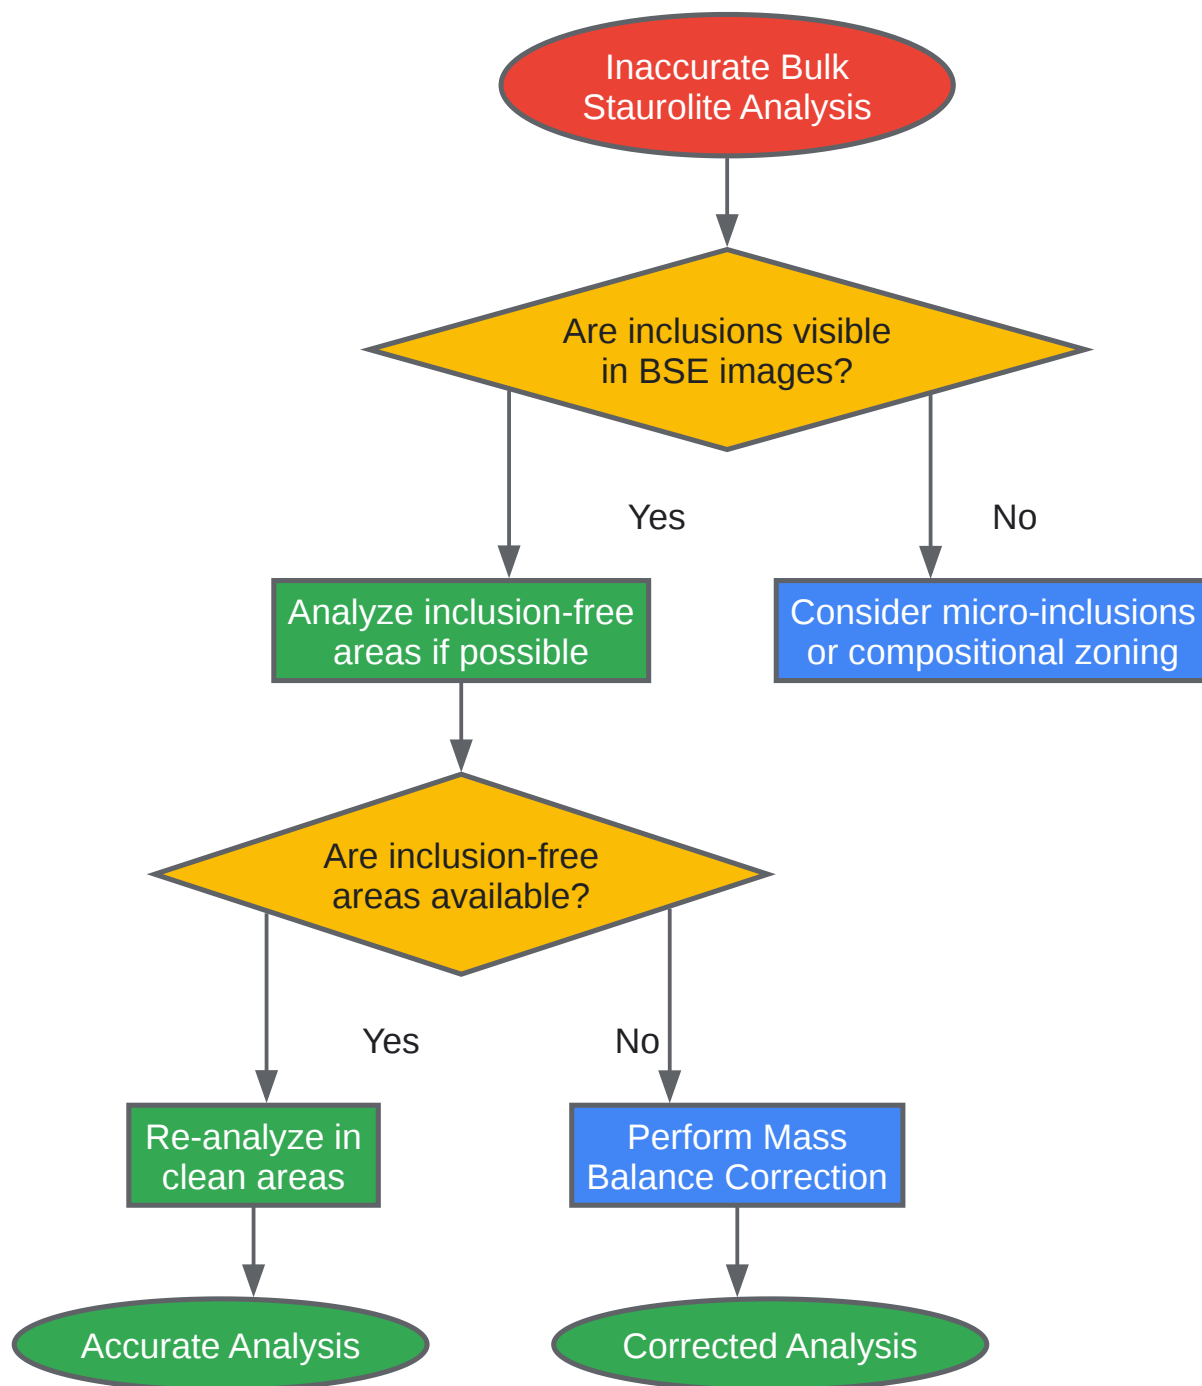 Inaccurate Bulk
Staurolite Analysis
Are inclusions visible
in BSE images?
Yes
No
Analyze inclusion-free
areas if possible
Consider micro-inclusions
or compositional zoning
Are inclusion-free
areas available?
Yes
No
Re-analyze in
clean areas
Perform Mass
Balance Correction
Accurate Analysis
Corrected Analysis